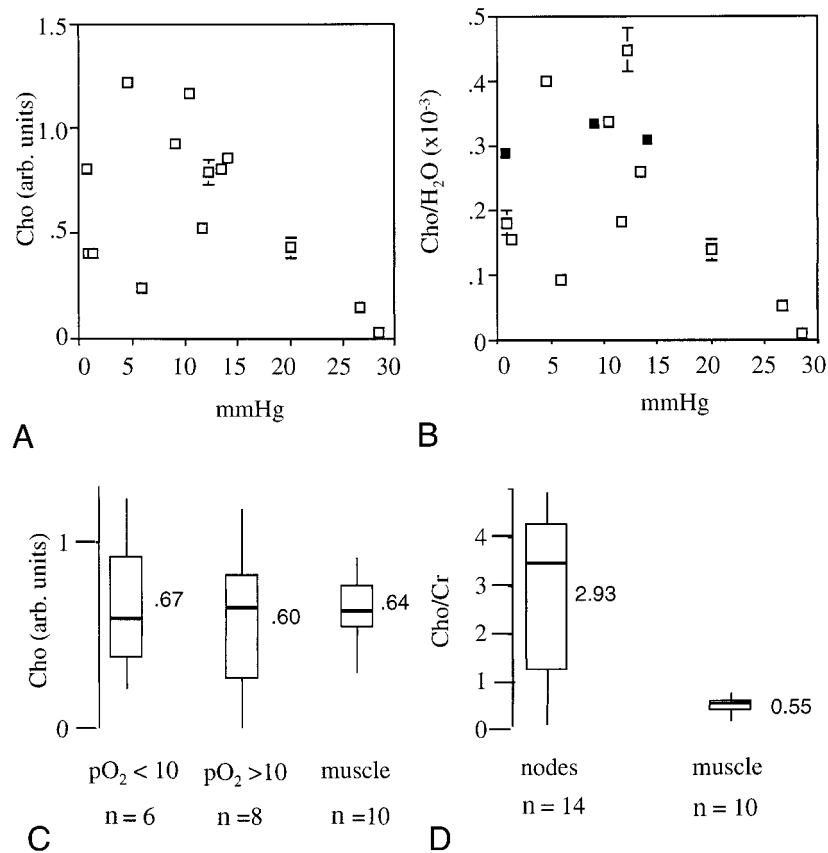 1.5
1.0
.5
0
Cho (arb. units)
0 5 10 15 20 25 30
mmHg
A
.5
.4
.3
.2
.1
0
Cho/H₂O (x10⁻³)
0 5 10 15 20 25 30
mmHg
B
1
0
Cho (arb. units)
.67
.60
.64
pO₂ < 10 pO₂ >10 muscle
n = 6 n =8 n =10
C
4
3
2
1
0
Cho/Cr
2.93
0.55
nodes muscle
n = 14 n = 10
D